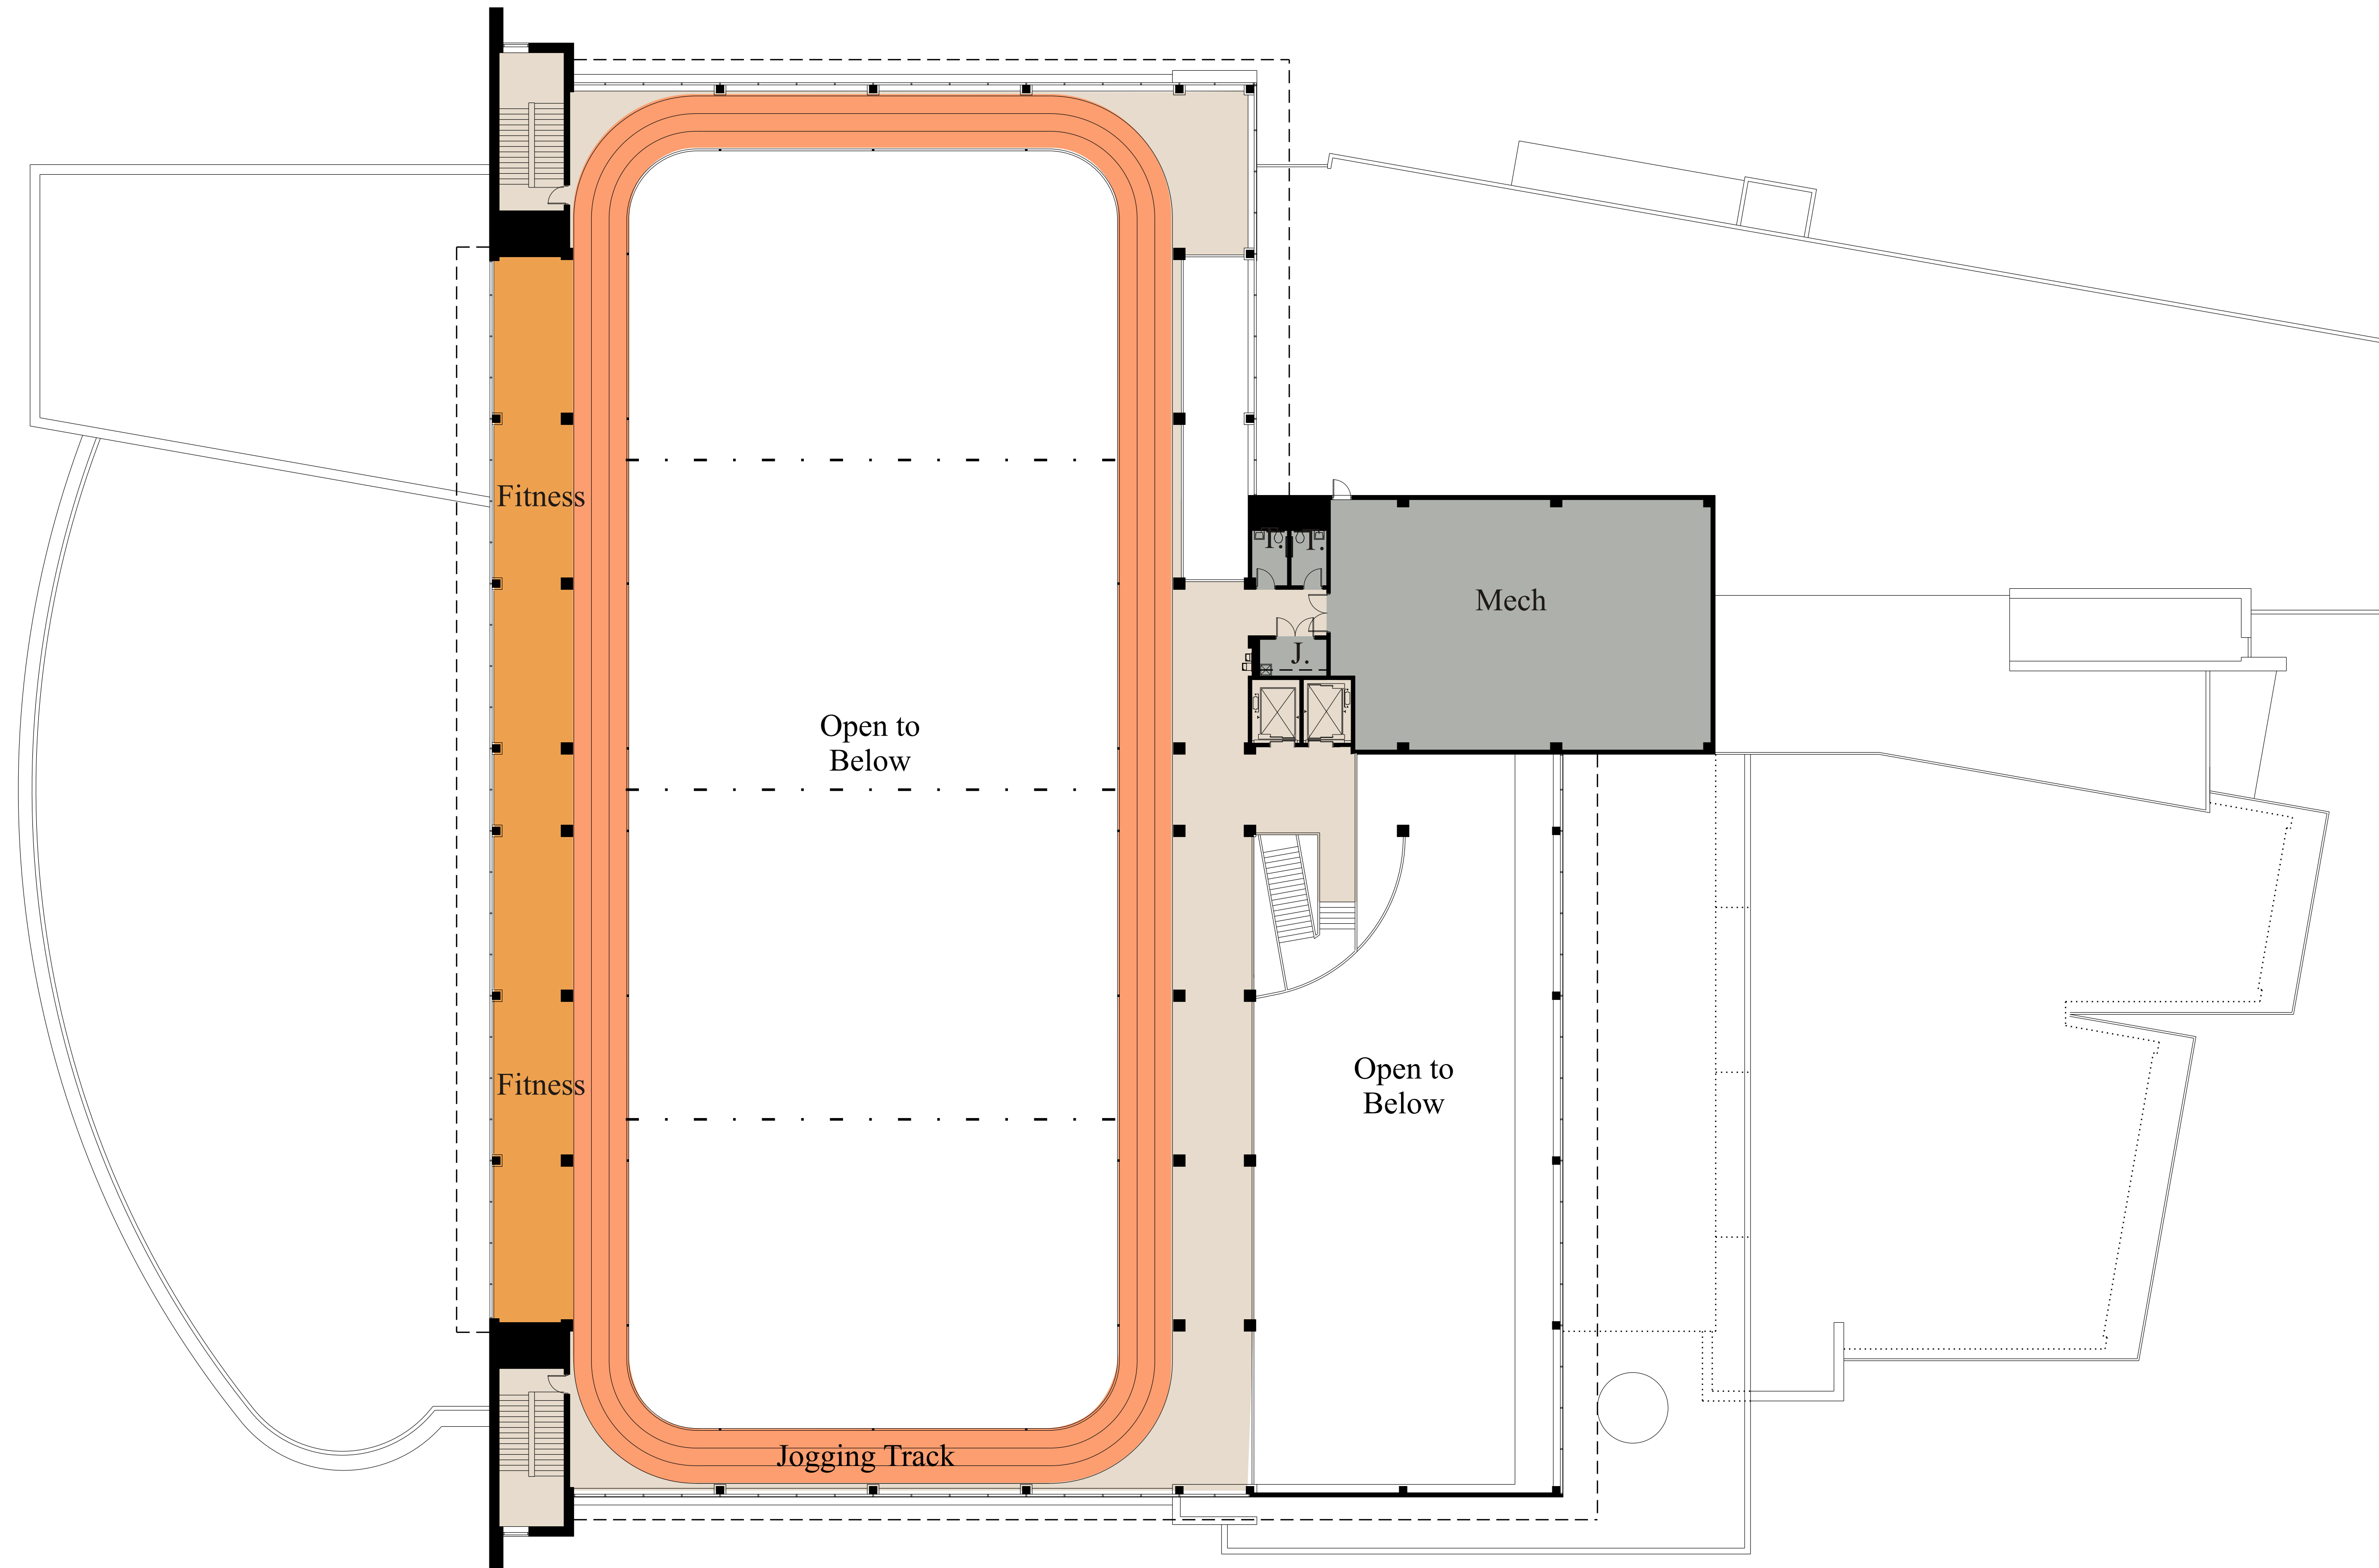 Fitness
T.
T.
Mech
J.
Open to
Below
Open to
Below
Fitness
Jogging Track